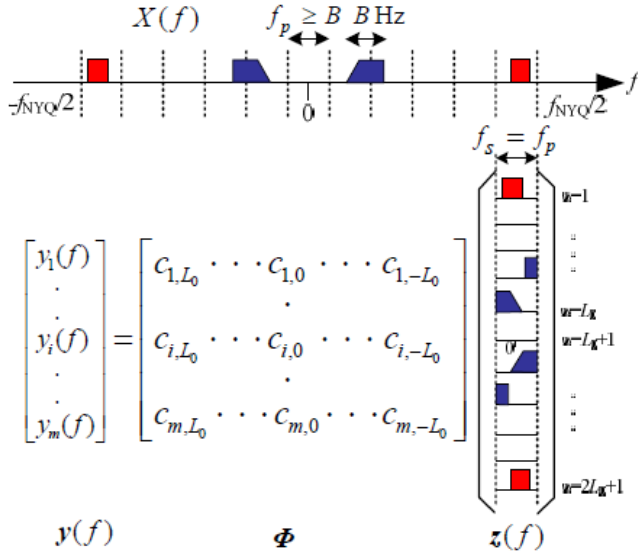 X(f)
f_p ≥ B B Hz
-f_NYQ/2 0 f_NYQ/2 f
f_s = f_p
y_1(f)
.
.
y_i(f)
.
.
y_m(f)
=
c_{1,L_0} · · · c_{1,0} · · · c_{1,-L_0}
.
c_{i,L_0} · · · c_{i,0} · · · c_{i,-L_0}
.
c_{m,L_0} · · · c_{m,0} · · · c_{m,-L_0}
0
y(f) Φ z(f)